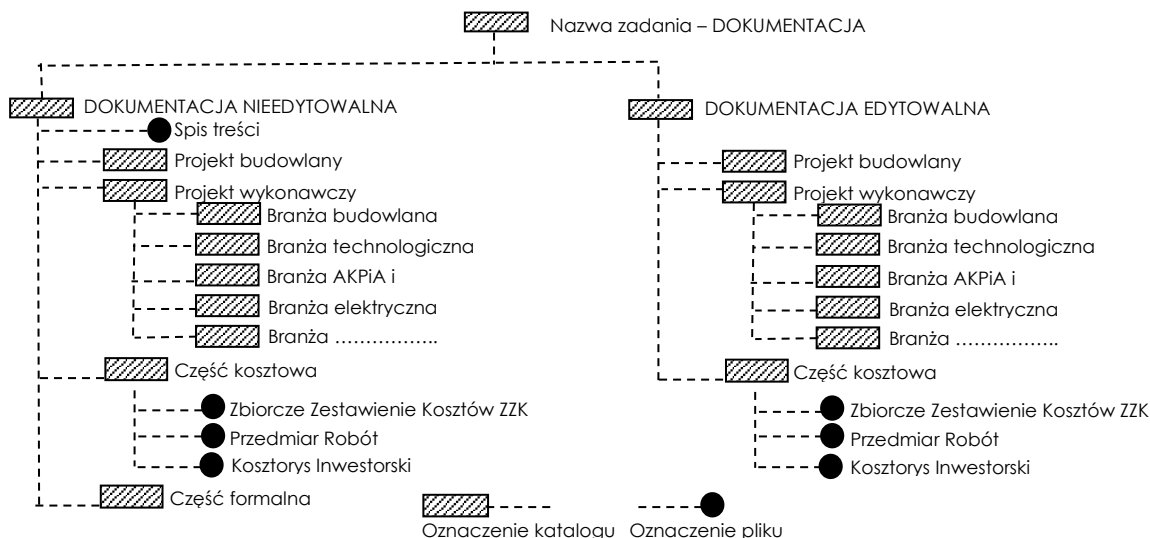 Nazwa zadania – DOKUMENTACJA
DOKUMENTACJA NIEEDYTOWALNA
Spis treści
Projekt budowlany
Projekt wykonawczy
Branża budowlana
Branża technologiczna
Branża AKPiA i
Branża elektryczna
Branża ……………..
Część kosztowa
Zbiorcze Zestawienie Kosztów ZZK
Przedmiar Robót
Kosztorys Inwestorski
Część formalna
DOKUMENTACJA EDYTOWALNA
Projekt budowlany
Projekt wykonawczy
Branża budowlana
Branża technologiczna
Branża AKPiA i
Branża elektryczna
Branża ……………..
Część kosztowa
Zbiorcze Zestawienie Kosztów ZZK
Przedmiar Robót
Kosztorys Inwestorski
Oznaczenie katalogu
Oznaczenie pliku